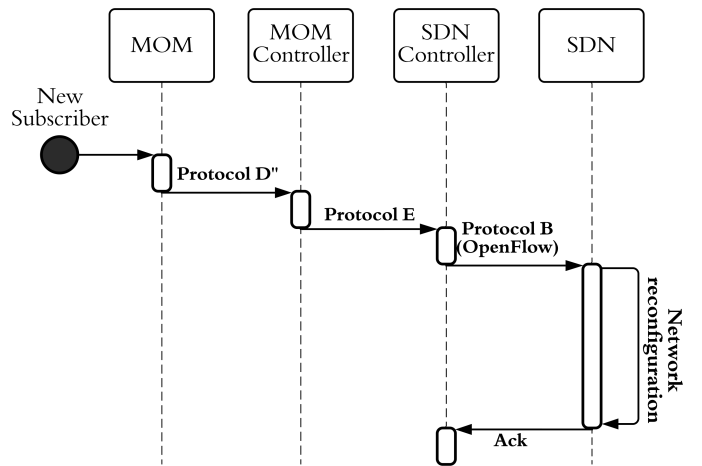 MOM
MOM
Controller
SDN
Controller
SDN
New
Subscriber
Protocol D"
Protocol E
Protocol B
(OpenFlow)
Network
reconfiguration
Ack